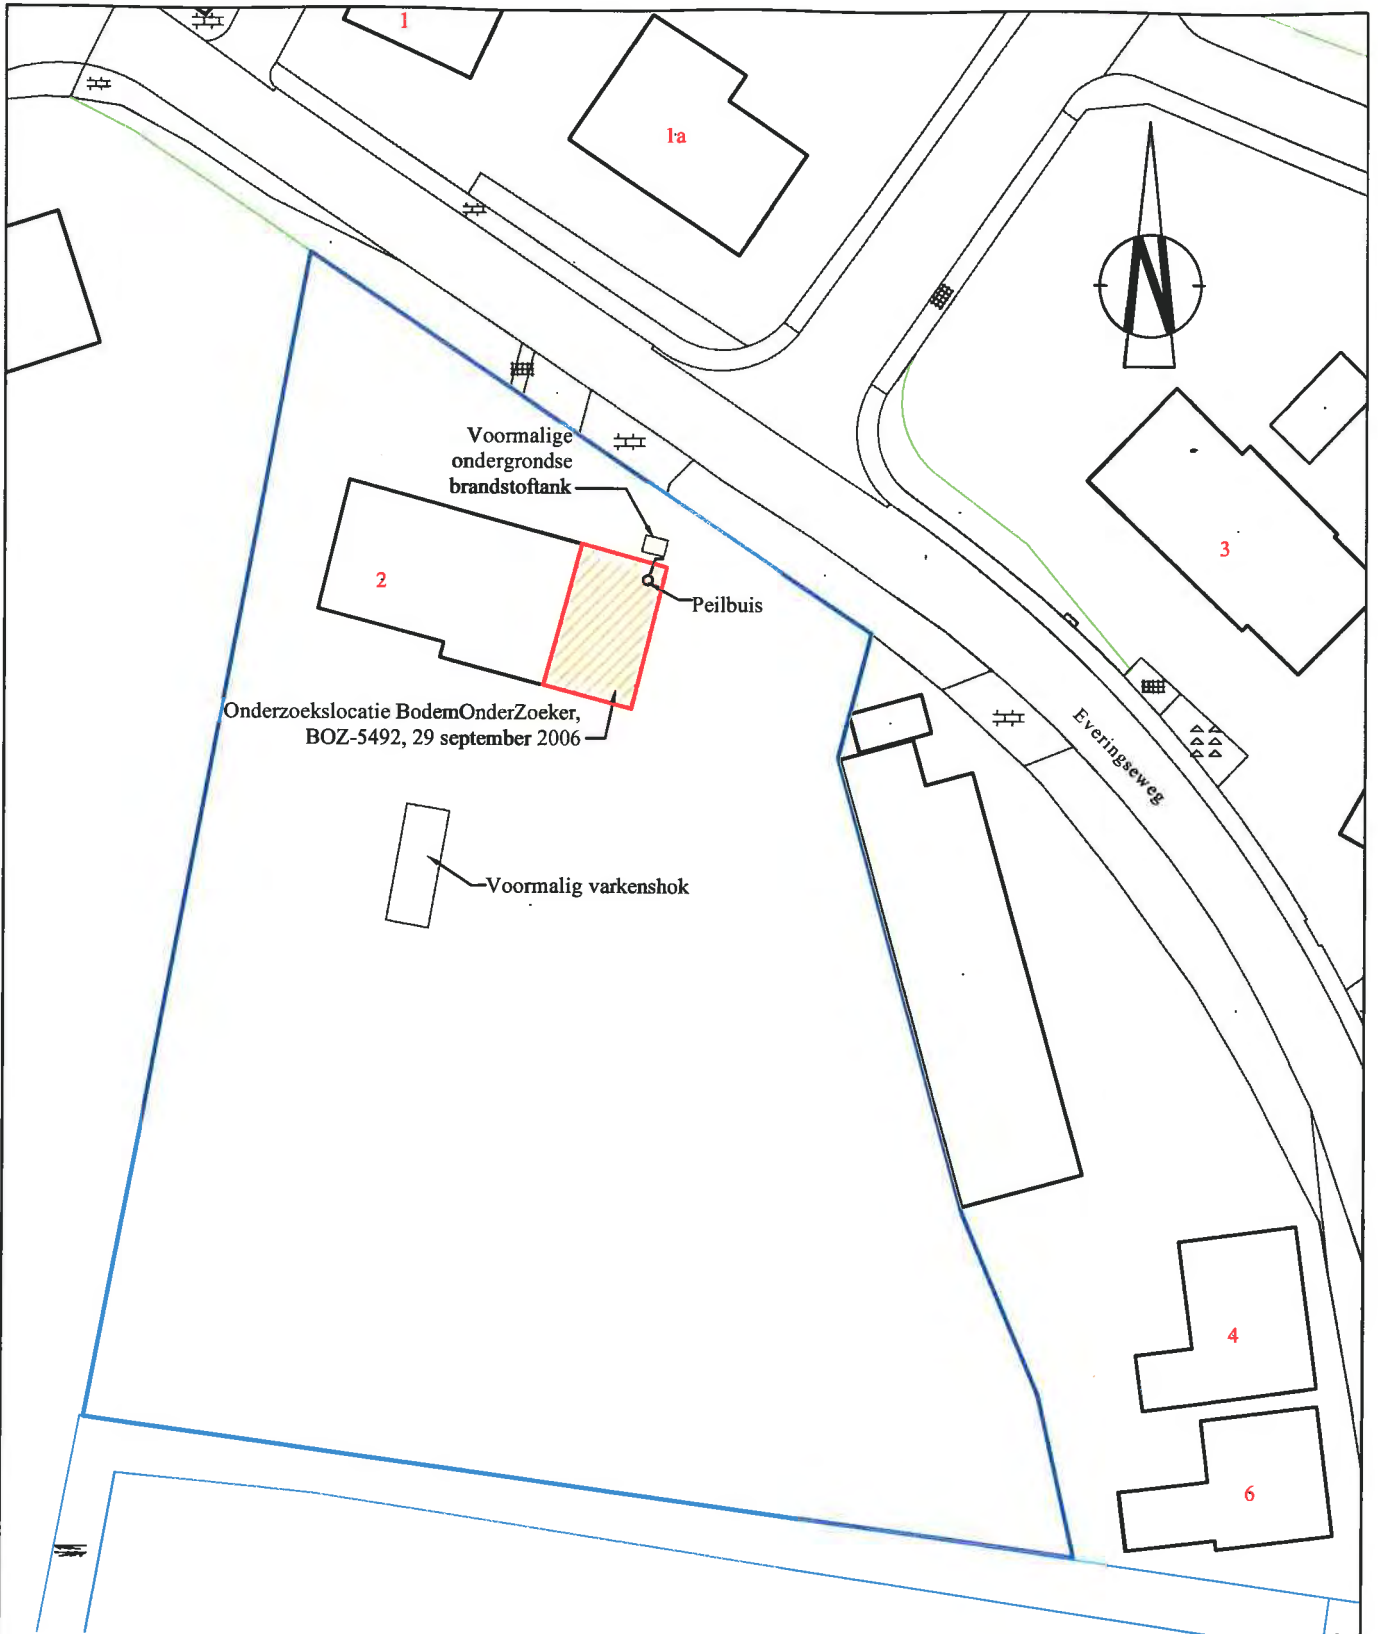 1
1a
N
Voormalige
ondergrondse
brandstoftank
3
2
Peilbuis
Onderzoekslocatie BodemOnderZoeker,
BOZ-5492, 29 september 2006
Everingseweg
Voormalig varkenshok
4
6